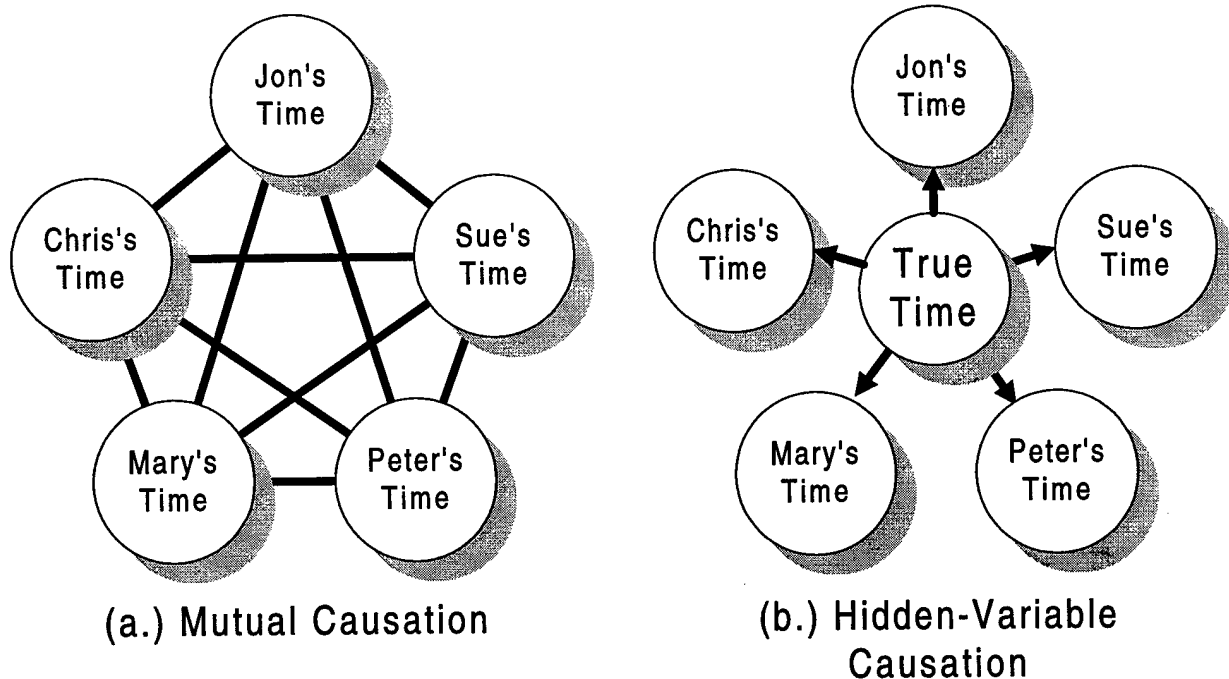 Jon's
Time
Chris's
Time
Sue's
Time
Mary's
Time
Peter's
Time
(a.) Mutual Causation
Jon's
Time
Chris's
Time
True
Time
Sue's
Time
Mary's
Time
Peter's
Time
(b.) Hidden-Variable
Causation